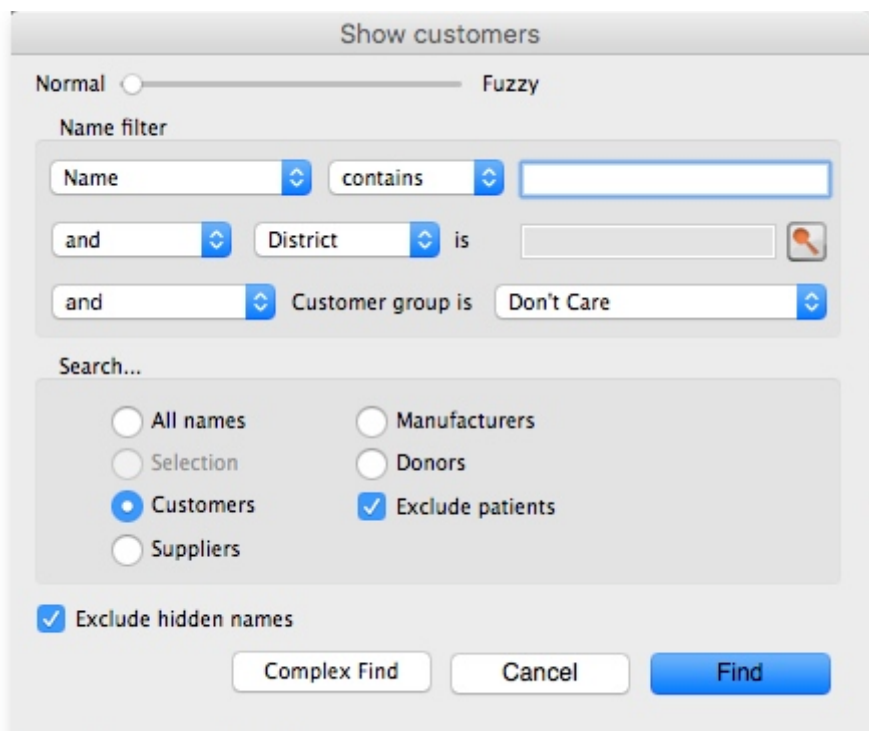 Show customers
Normal Fuzzy
Name filter
Name contains
and District is
and Customer group is Don't Care
Search...
All names Manufacturers
Selection Donors
Customers Exclude patients
Suppliers
Exclude hidden names
Complex Find Cancel Find